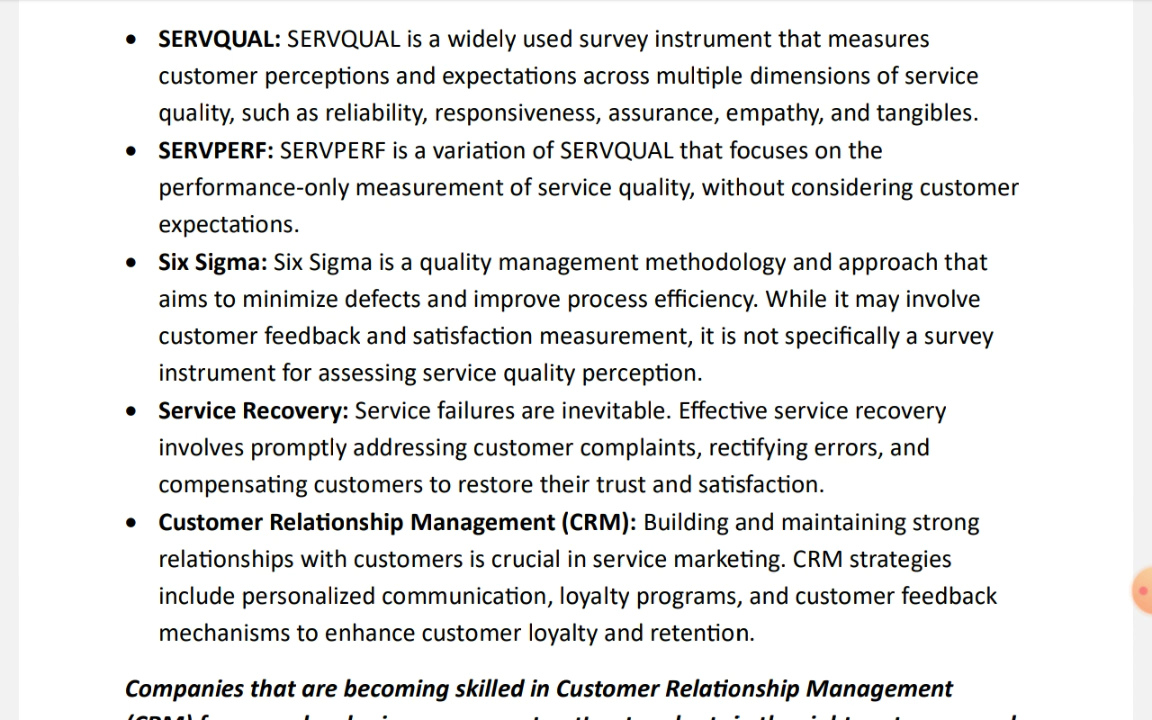 • SERVQUAL: SERVQUAL is a widely used survey instrument that measures
customer perceptions and expectations across multiple dimensions of service
quality, such as reliability, responsiveness, assurance, empathy, and tangibles.
• SERVPERF: SERVPERF is a variation of SERVQUAL that focuses on the
performance-only measurement of service quality, without considering customer
expectations.
• Six Sigma: Six Sigma is a quality management methodology and approach that
aims to minimize defects and improve process efficiency. While it may involve
customer feedback and satisfaction measurement, it is not specifically a survey
instrument for assessing service quality perception.
• Service Recovery: Service failures are inevitable. Effective service recovery
involves promptly addressing customer complaints, rectifying errors, and
compensating customers to restore their trust and satisfaction.
• Customer Relationship Management (CRM): Building and maintaining strong
relationships with customers is crucial in service marketing. CRM strategies
include personalized communication, loyalty programs, and customer feedback
mechanisms to enhance customer loyalty and retention.
Companies that are becoming skilled in Customer Relationship Management
(CRM)